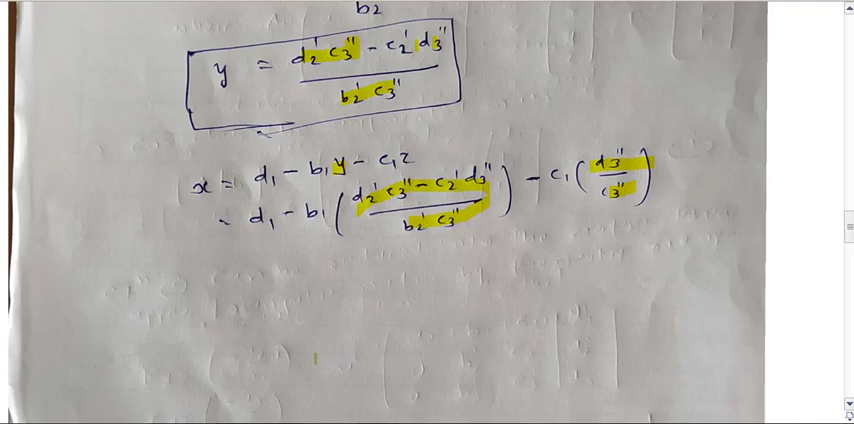 b2
y = (d2' c3'' - c2' d3'') / (b2' c3'')
x = d1 - b1 y - c1 z
= d1 - b1 ((d2' c3'' - c2' d3'') / (b2' c3'')) - c1 (d3'' / c3'')